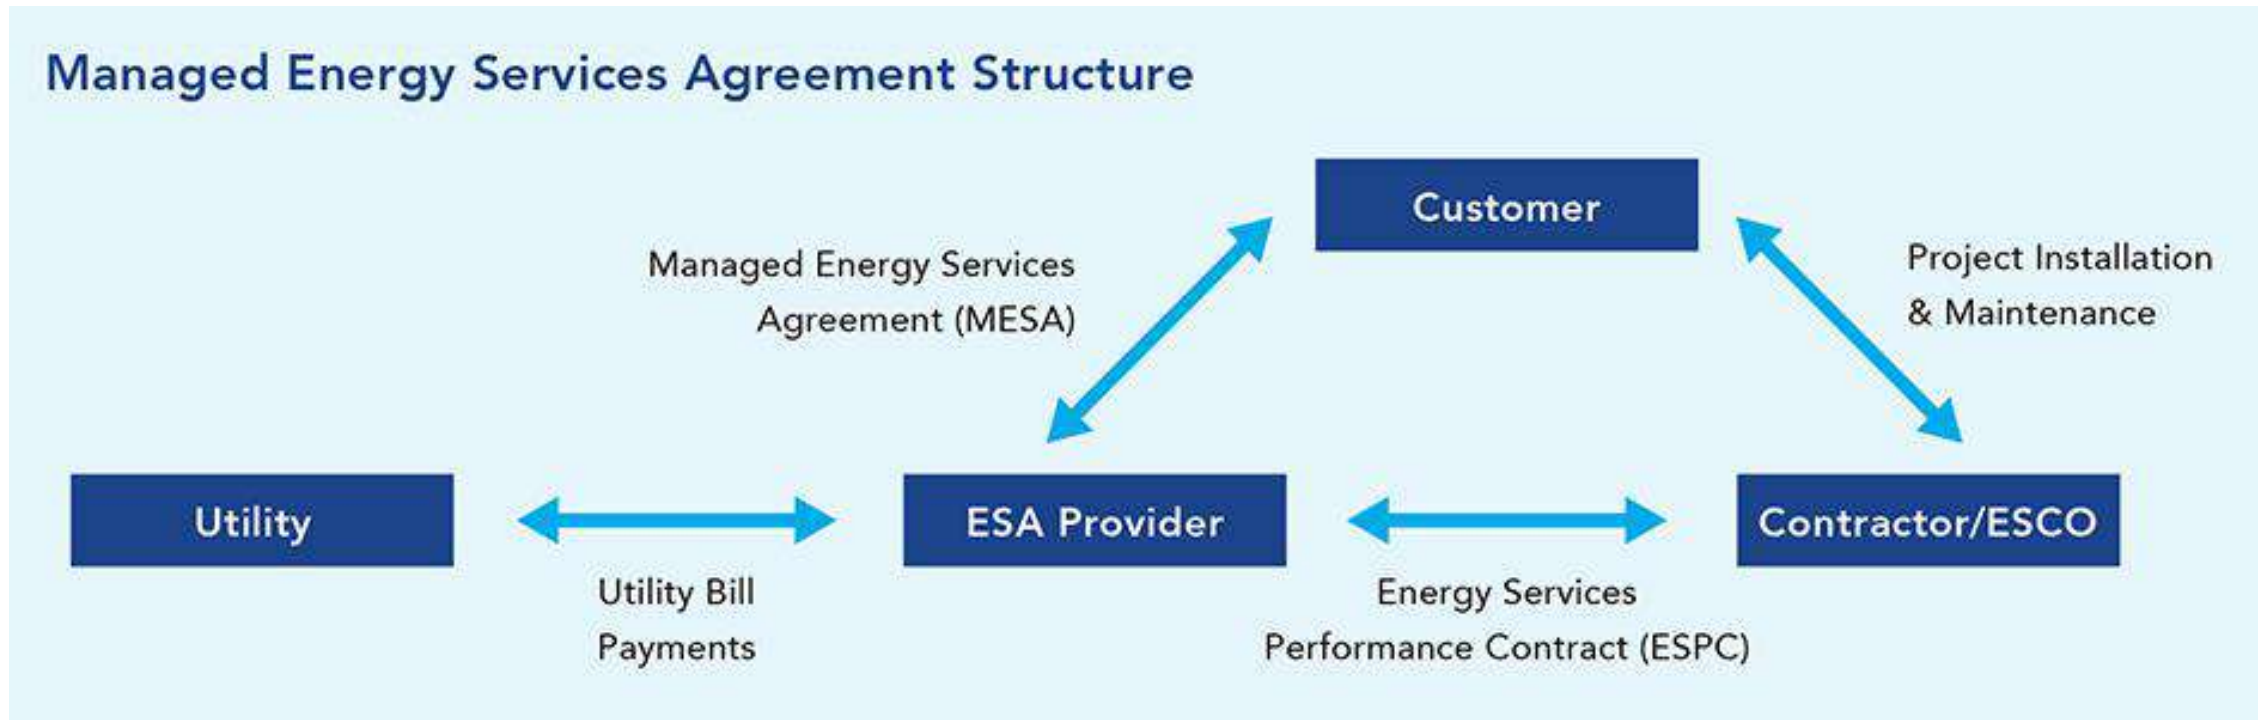 Managed Energy Services Agreement Structure
Customer
Managed Energy Services
Agreement (MESA)
Project Installation
& Maintenance
Utility
ESA Provider
Contractor/ESCO
Utility Bill
Payments
Energy Services
Performance Contract (ESPC)